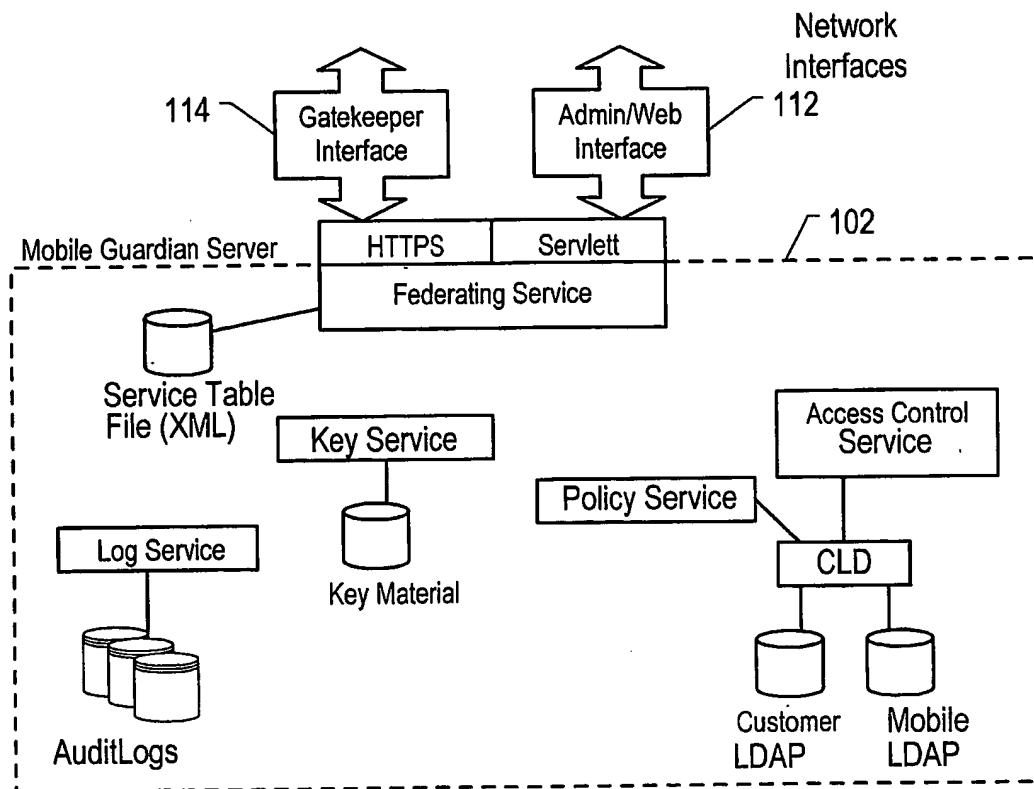 Network
Interfaces
114
Gatekeeper
Interface
Admin/Web
Interface
112
HTTPS
Servlett
102
Mobile Guardian Server
Federating Service
Service Table
File (XML)
Key Service
Access Control
Service
Policy Service
Log Service
Key Material
CLD
AuditLogs
Customer
LDAP
Mobile
LDAP